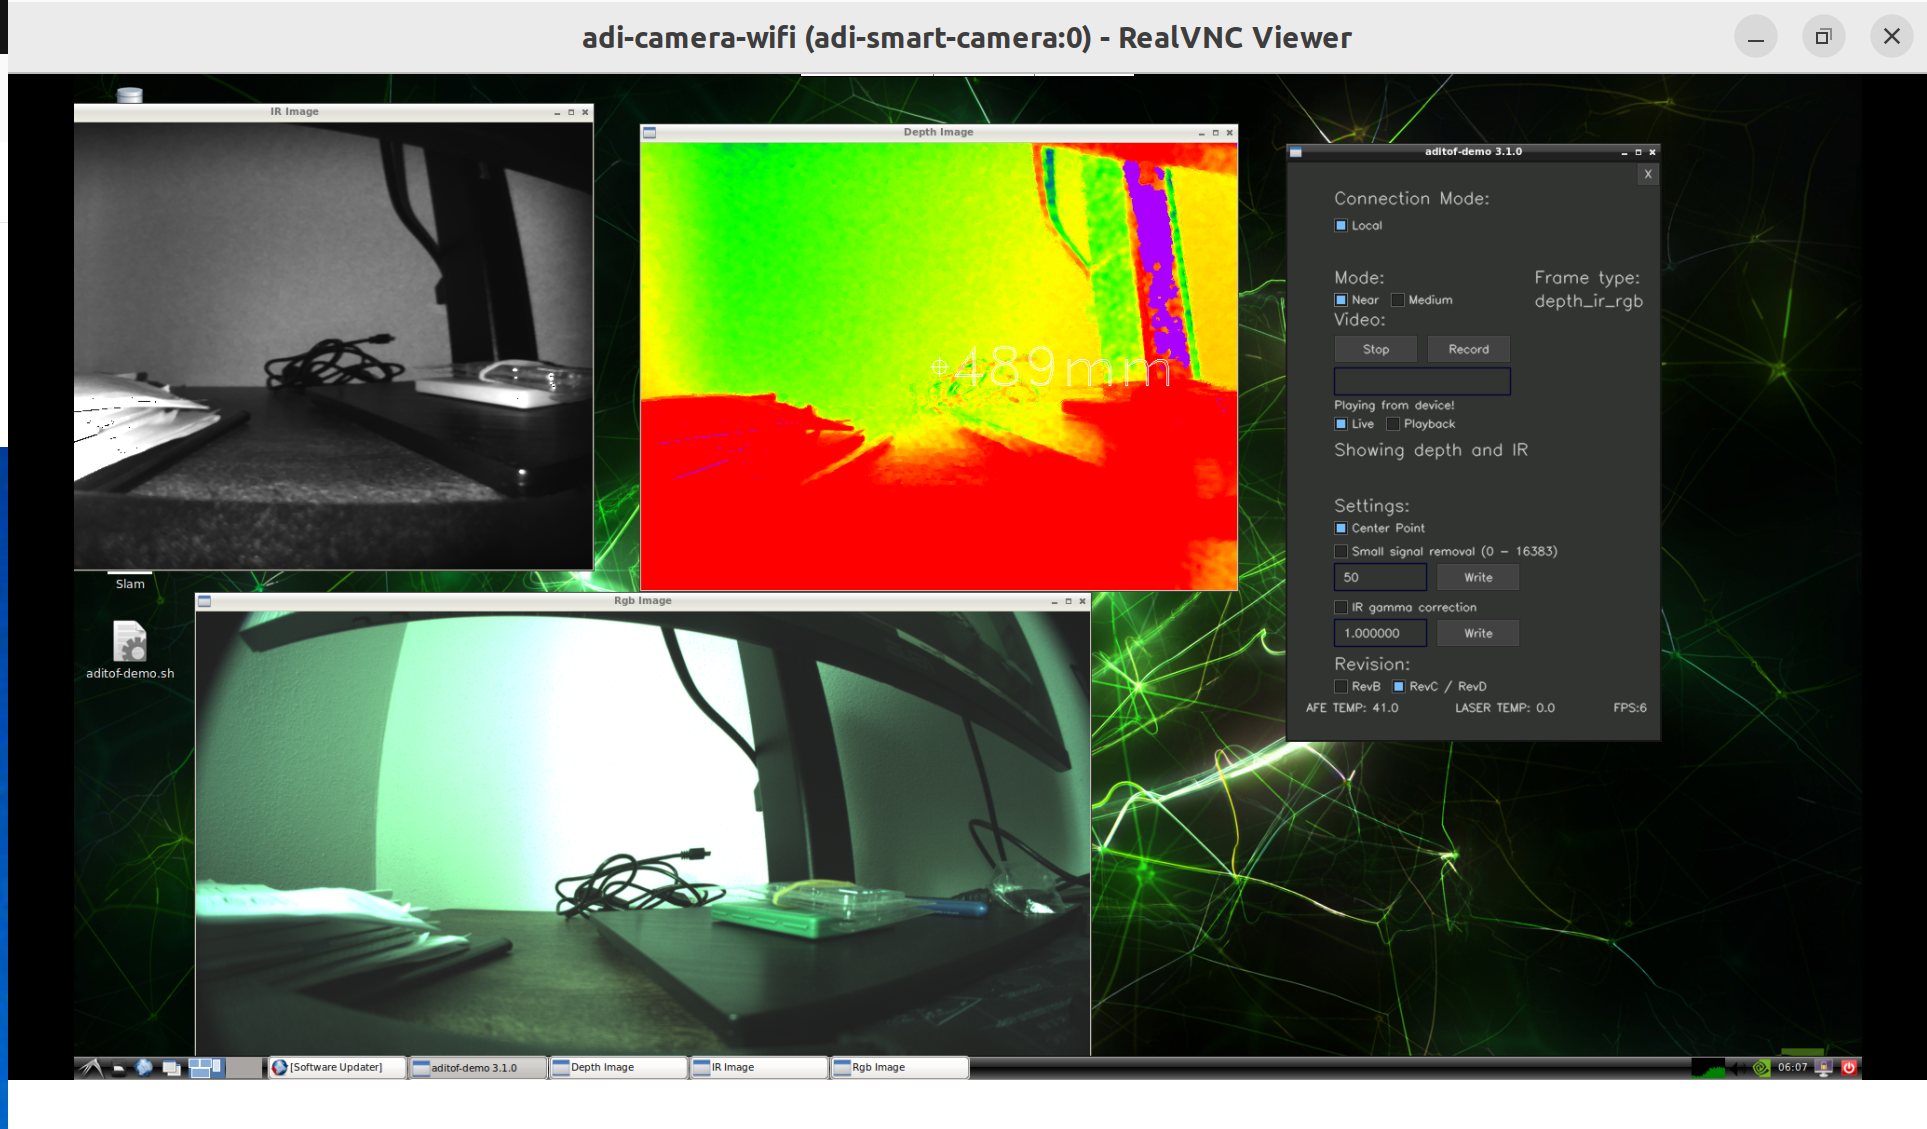 adi-camera-wifi (adi-smart-camera:0) - RealVNC Viewer
IR Image
Depth Image
489mm
aditof-demo 3.1.0
X
Connection Mode:
Local
Mode:
Frame type:
Near
Medium
depth_ir_rgb
Video:
Stop
Record
Playing from device!
Live
Playback
Showing depth and IR
Settings:
Center Point
Small signal removal (0 - 16383)
50
Write
IR gamma correction
1.000000
Write
Revision:
RevB
RevC / RevD
AFE TEMP: 41.0
LASER TEMP: 0.0
FPS:6
Slam
aditof-demo.sh
Rgb Image
[Software Updater]
aditof-demo 3.1.0
Depth Image
IR Image
Rgb Image
06:07